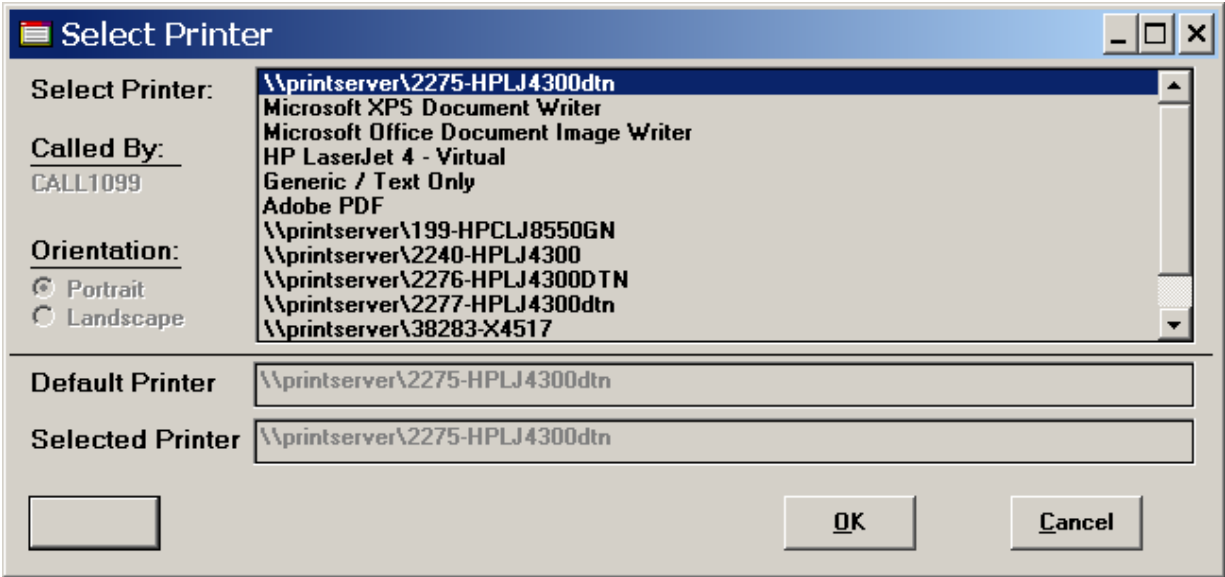 Select Printer
Select Printer:
\\printserver\2275-HPLJ4300dtn
Microsoft XPS Document Writer
Microsoft Office Document Image Writer
HP LaserJet 4 - Virtual
Generic / Text Only
Adobe PDF
\\printserver\199-HPCLJ8550GN
\\printserver\2240-HPLJ4300
\\printserver\2276-HPLJ4300DTN
\\printserver\2277-HPLJ4300dtn
\\printserver\38283-X4517
Called By:
CALL1099
Orientation:
Portrait
Landscape
Default Printer \\printserver\2275-HPLJ4300dtn
Selected Printer \\printserver\2275-HPLJ4300dtn
OK Cancel